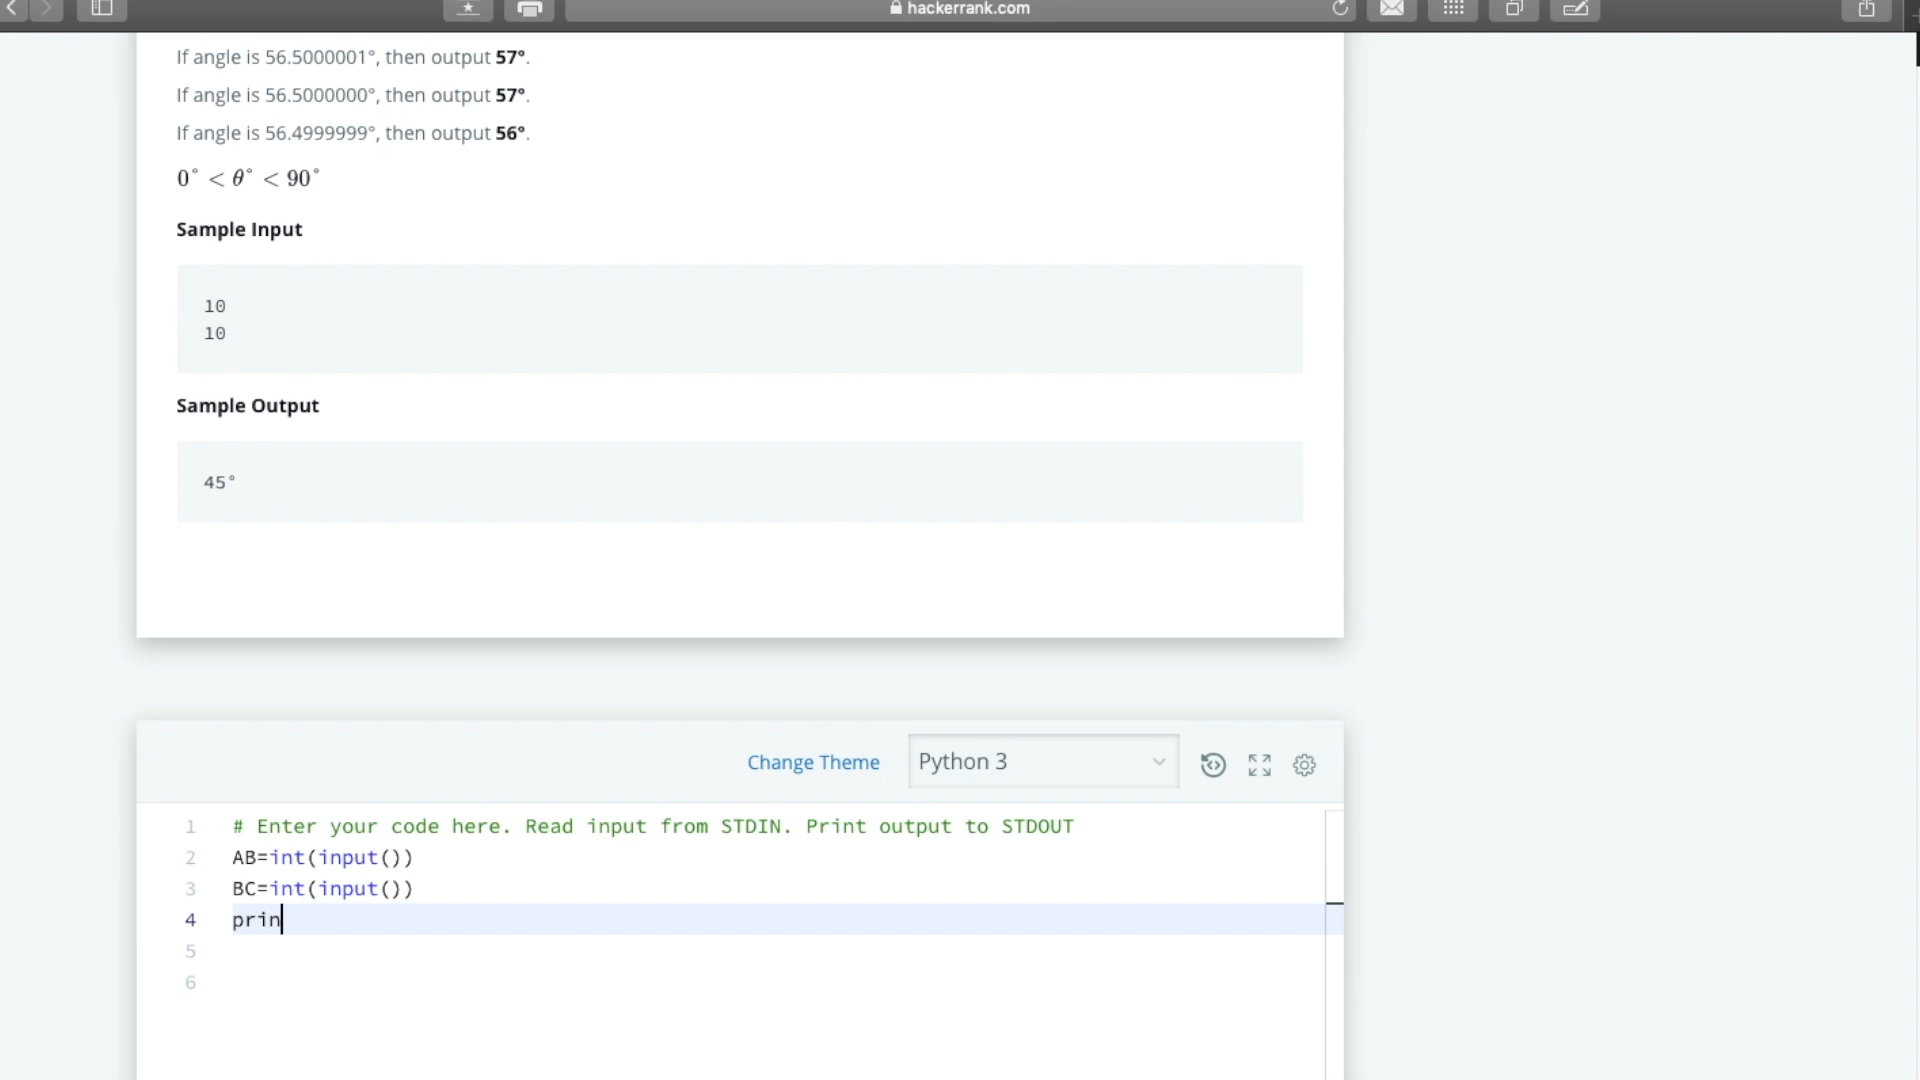 hackerrank.com
If angle is 56.5000001°, then output 57°.
If angle is 56.5000000°, then output 57°.
If angle is 56.4999999°, then output 56°.
0° < θ° < 90°
Sample Input
10
10
Sample Output
45°
Change Theme
Python 3
1 # Enter your code here. Read input from STDIN. Print output to STDOUT
2 AB=int(input())
3 BC=int(input())
4 prin
5
6